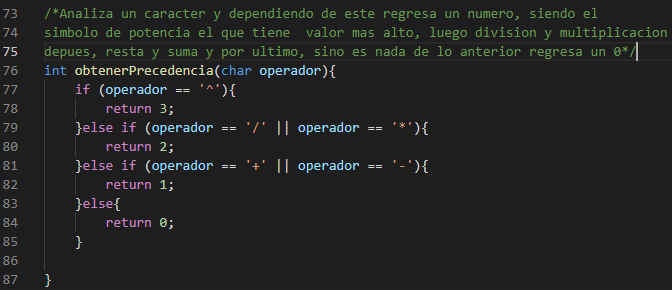 73 /*Analiza un caracter y dependiendo de este regresa un numero, siendo el
74 simbolo de potencia el que tiene  valor mas alto, luego division y multiplicacion
75 depues, resta y suma y por ultimo, sino es nada de lo anterior regresa un 0*/
76 int obtenerPrecedencia(char operador){
77     if (operador == '^'){
78         return 3;
79     }else if (operador == '/' || operador == '*'){
80         return 2;
81     }else if (operador == '+' || operador == '-'){
82         return 1;
83     }else{
84         return 0;
85     }
86
87 }